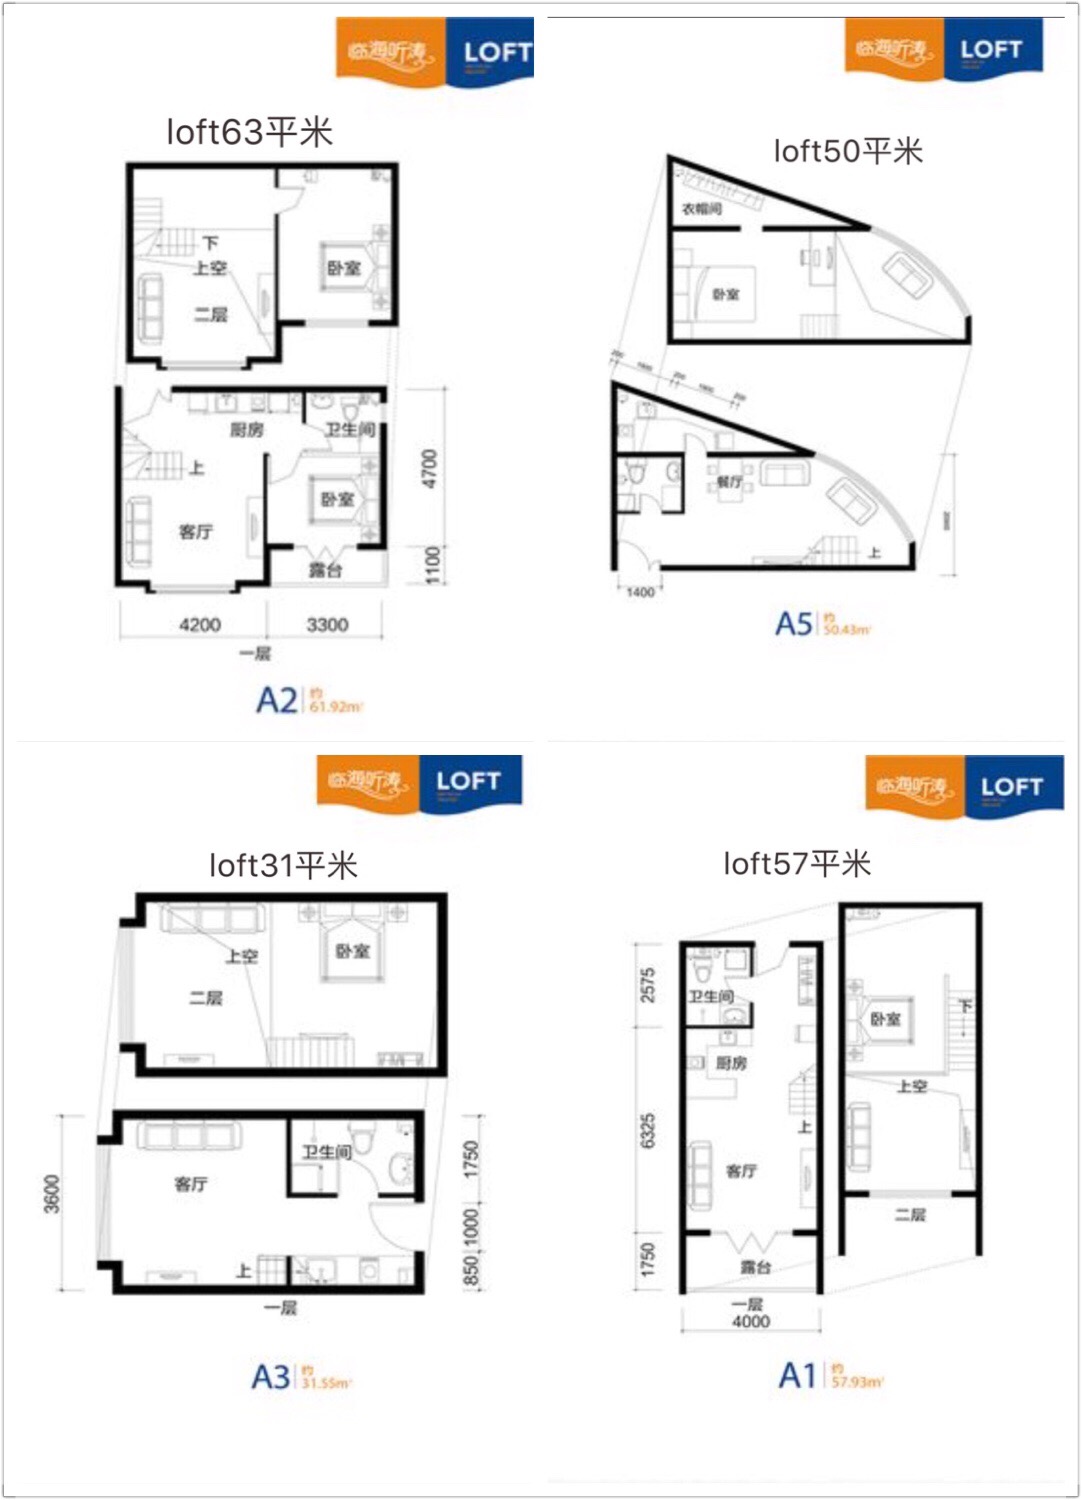 临海听涛 LOFT
loft63平米
下
上空
卧室
二层
厨房
卫生间
上
卧室
客厅
露台
4700
1100
4200
3300
一层
A2 约
61.92m²
临海听涛 LOFT
loft50平米
衣帽间
卧室
200
200
200
餐厅
上
1400
A5 约
50.43m²
临海听涛 LOFT
loft31平米
上空
卧室
二层
3600
卫生间
客厅
上
1750
1000
850
一层
A3 约
31.55m²
临海听涛 LOFT
loft57平米
2575
卫生间
厨房
6325
上
客厅
1750
露台
一层
4000
下
卧室
上空
二层
A1 约
57.93m²